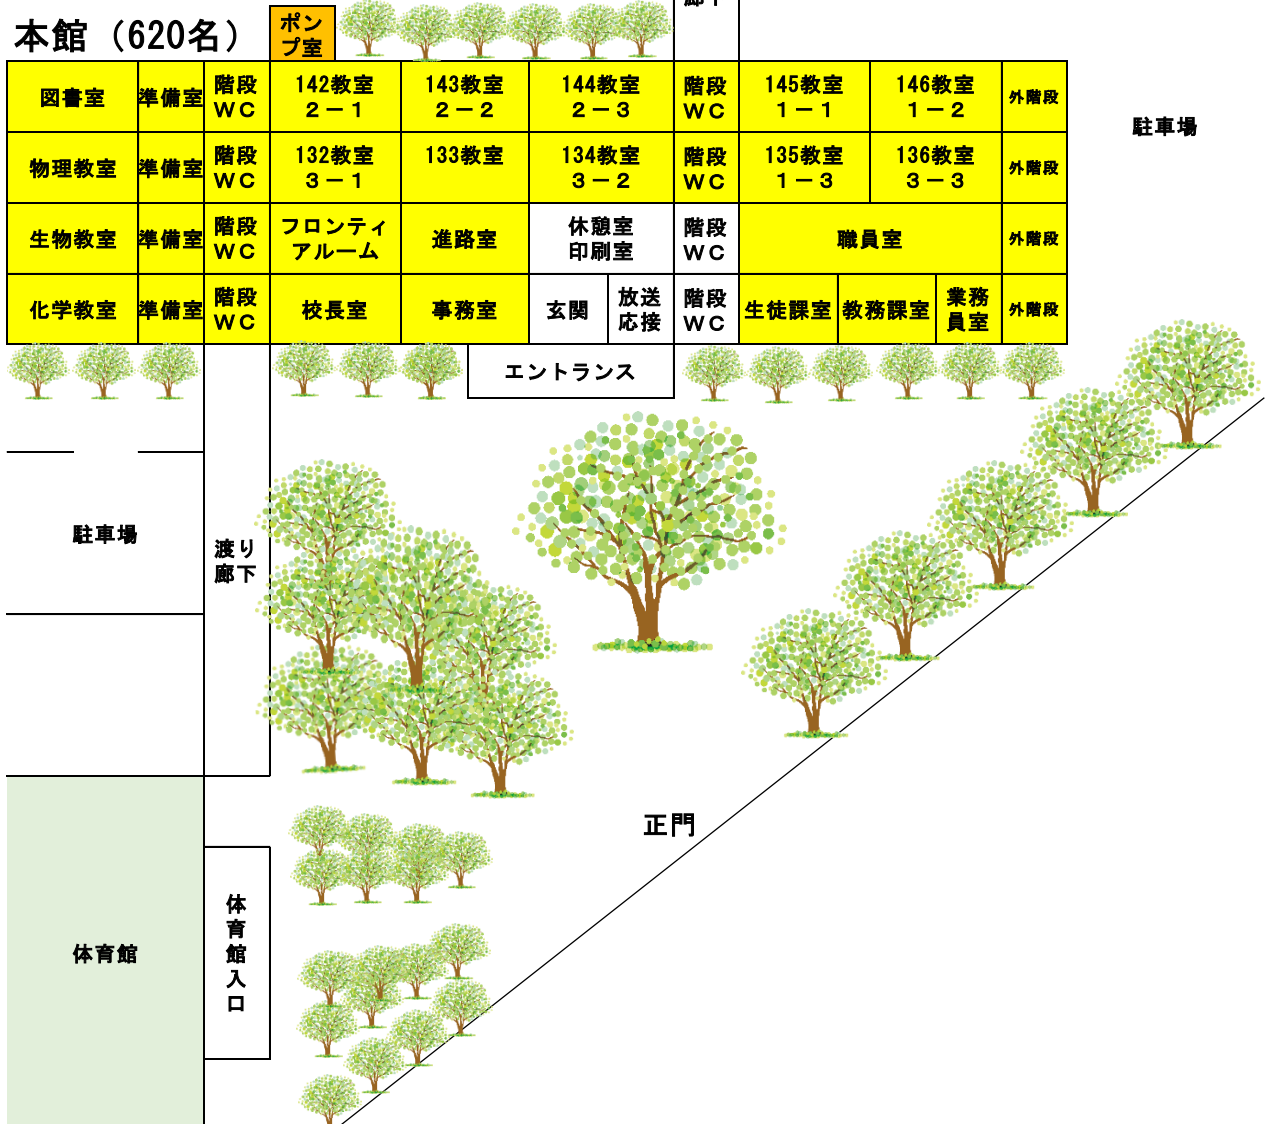 廊下
本館（620名）
ポン
プ室
図書室 準備室 階段 142教室 143教室 144教室 階段 145教室 146教室 外階段
ＷＣ ２－１ ２－２ ２－３ ＷＣ １－１ １－２
駐車場
物理教室 準備室 階段 132教室 133教室 134教室 階段 135教室 136教室 外階段
ＷＣ ３－１ ３－２ ＷＣ １－３ ３－３
生物教室 準備室 階段 フロンティ 進路室 休憩室 階段 職員室 外階段
ＷＣ アルーム 印刷室 ＷＣ
化学教室 準備室 階段 校長室 事務室 玄関 放送 階段 生徒課室 教務課室 業務 外階段
ＷＣ 応接 ＷＣ 員室
エントランス
駐車場
渡り
廊下
正門
体育館
体
育
館
入
口